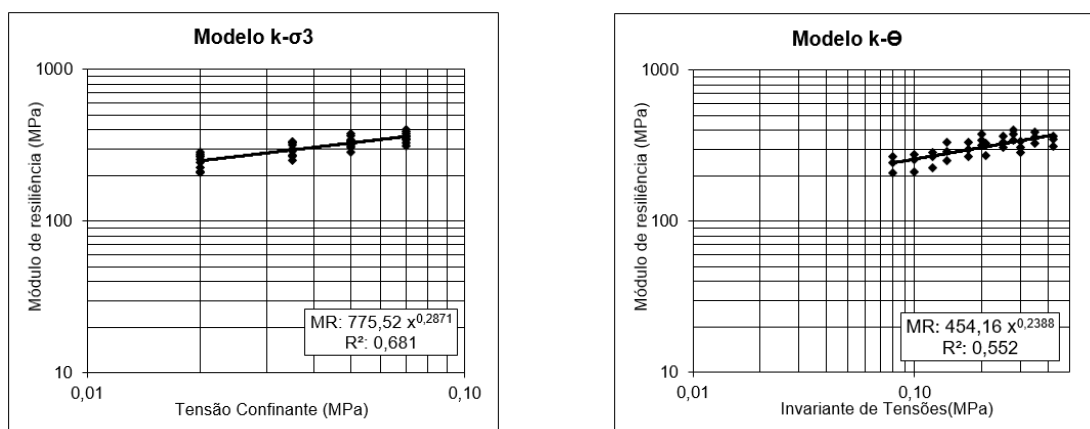 Modelo k-σ3
Módulo de resiliência (MPa)
1000
100
10
0,01
0,10
Tensão Confinante (MPa)
MR: 775,52 x^0,2871
R²: 0,681
Modelo k-ϴ
Módulo de resiliência (MPa)
1000
100
10
0,01
0,10
Invariante de Tensões(MPa)
MR: 454,16 x^0,2388
R²: 0,552